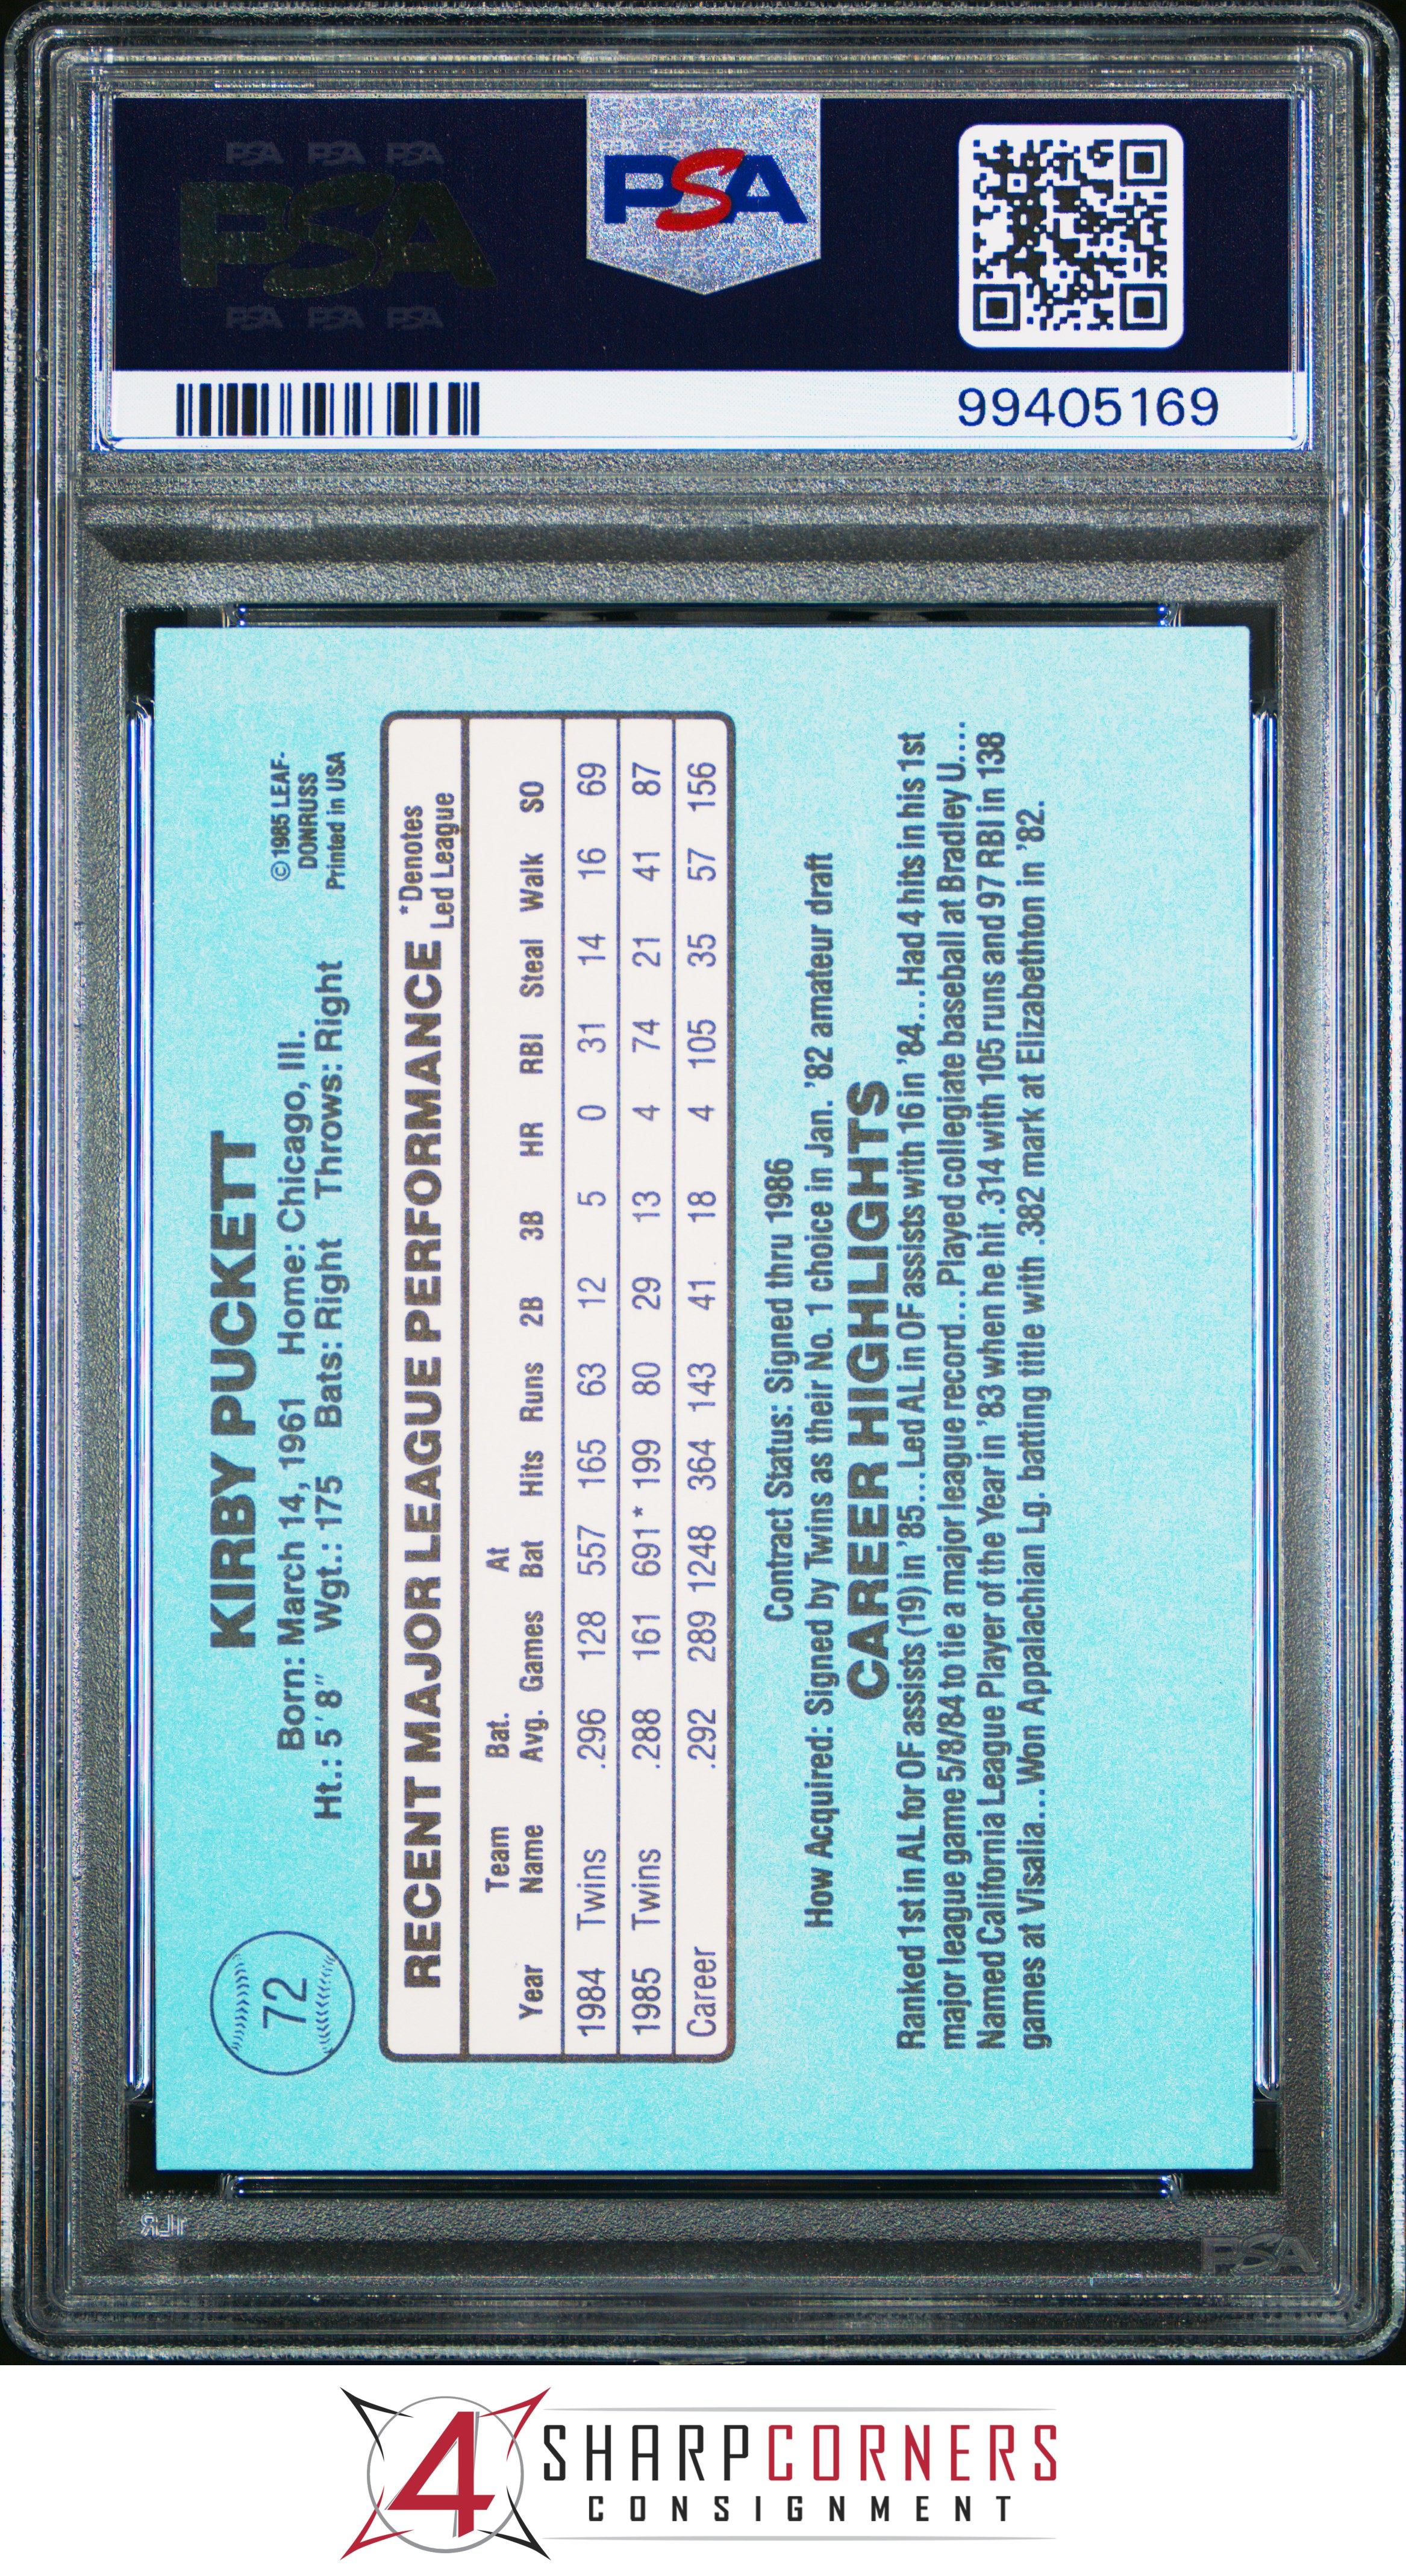 PSA PSA PSA
PSA
PSA PSA PSA
PSA
99405169
72
KIRBY PUCKETT
©1985 LEAF-
DONRUSS
Printed in USA
Born: March 14, 1961 Home: Chicago, Ill.
Ht.: 5'8" Wgt.: 175 Bats: Right Throws: Right
RECENT MAJOR LEAGUE PERFORMANCE *Denotes Led League
Year Team Name Bat. Avg. Games At Bat Hits Runs 2B 3B HR RBI Steal Walk SO
1984 Twins .296 128 557 165 63 12 5 0 31 14 16 69
1985 Twins .288 161 691* 199 80 29 13 4 74 21 41 87
Career .292 289 1248 364 143 41 18 4 105 35 57 156
Contract Status: Signed thru 1986
How Acquired: Signed by Twins as their No. 1 choice in Jan. '82 amateur draft
CAREER HIGHLIGHTS
Ranked 1st in AL for OF assists (19) in '85...Led AL in OF assists with 16 in '84...Had 4 hits in his 1st
major league game 5/8/84 to tie a major league record...Played collegiate baseball at Bradley U....
Named California League Player of the Year in '83 when he hit .314 with 105 runs and 97 RBI in 138
games at Visalia...Won Appalachian Lg. batting title with .382 mark at Elizabethton in '82.
PSA
4 SHARPCORNERS
CONSIGNMENT